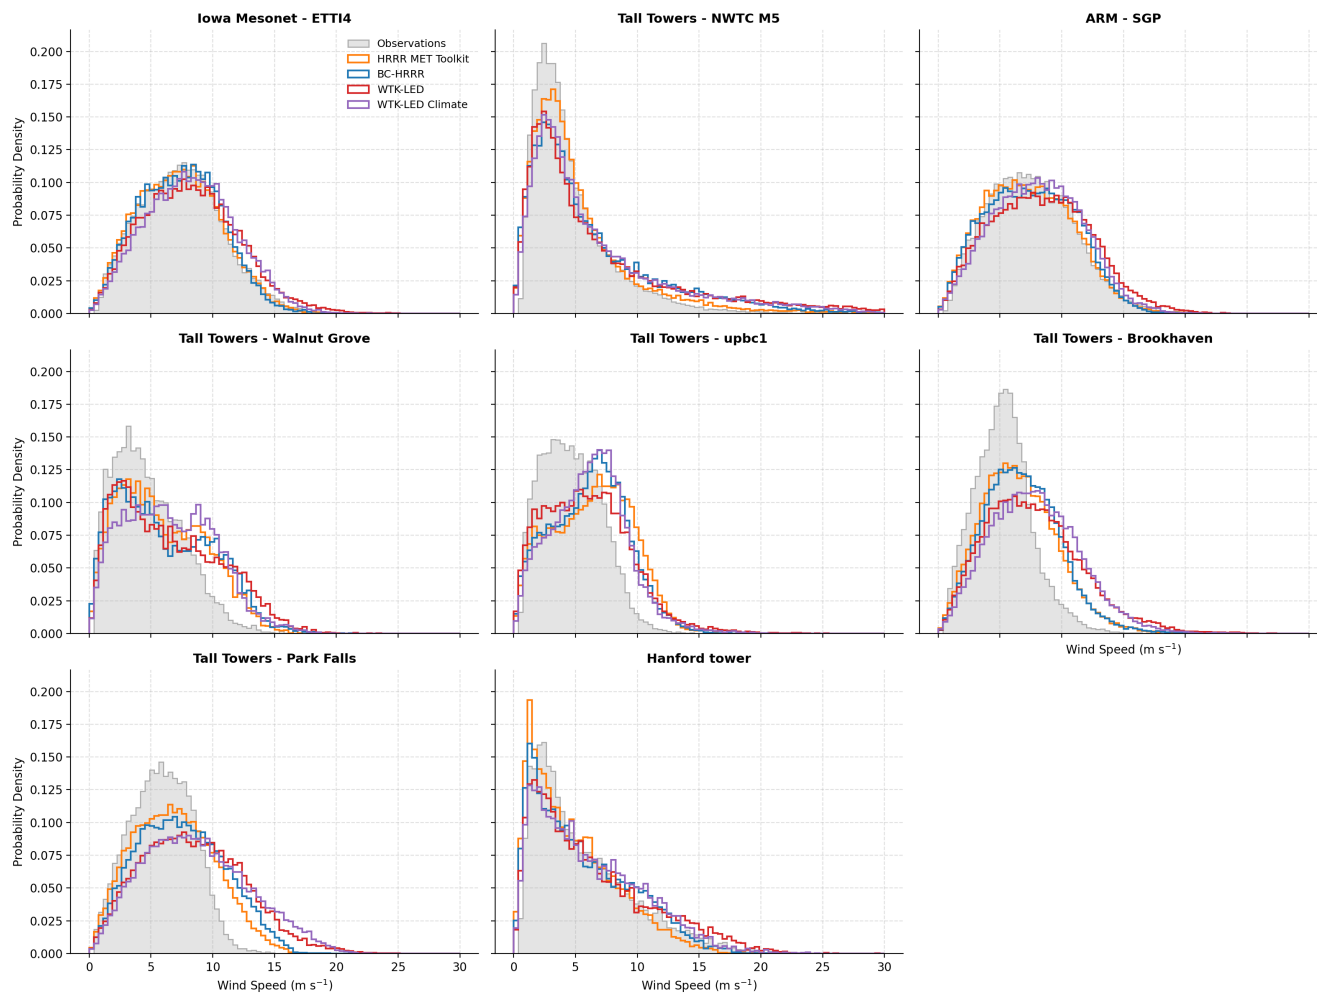 Iowa Mesonet - ETTI4
Tall Towers - NWTC M5
ARM - SGP
Observations
HRRR MET Toolkit
BC-HRRR
WTK-LED
WTK-LED Climate
Probability Density
0.200
0.175
0.150
0.125
0.100
0.075
0.050
0.025
0.000
Tall Towers - Walnut Grove
Tall Towers - upbc1
Tall Towers - Brookhaven
Probability Density
0.200
0.175
0.150
0.125
0.100
0.075
0.050
0.025
0.000
Wind Speed (m s⁻¹)
Tall Towers - Park Falls
Hanford tower
Probability Density
0.200
0.175
0.150
0.125
0.100
0.075
0.050
0.025
0.000
0 5 10 15 20 25 30
0 5 10 15 20 25 30
Wind Speed (m s⁻¹)
Wind Speed (m s⁻¹)